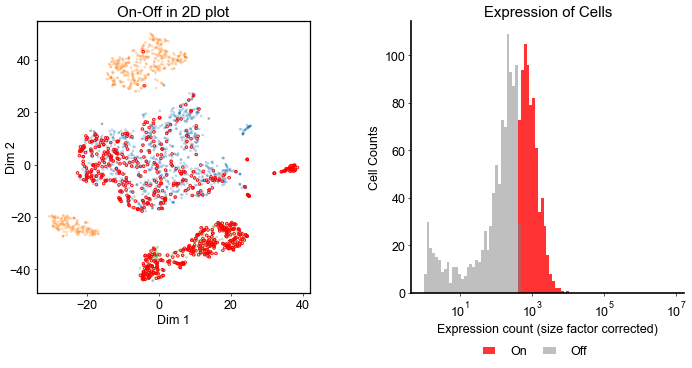 On-Off in 2D plot
Dim 2
40
20
0
−20
−40
−20 0 20 40
Dim 1
Expression of Cells
Cell Counts
100
80
60
40
20
0
10^1 10^3 10^5 10^7
Expression count (size factor corrected)
On Off